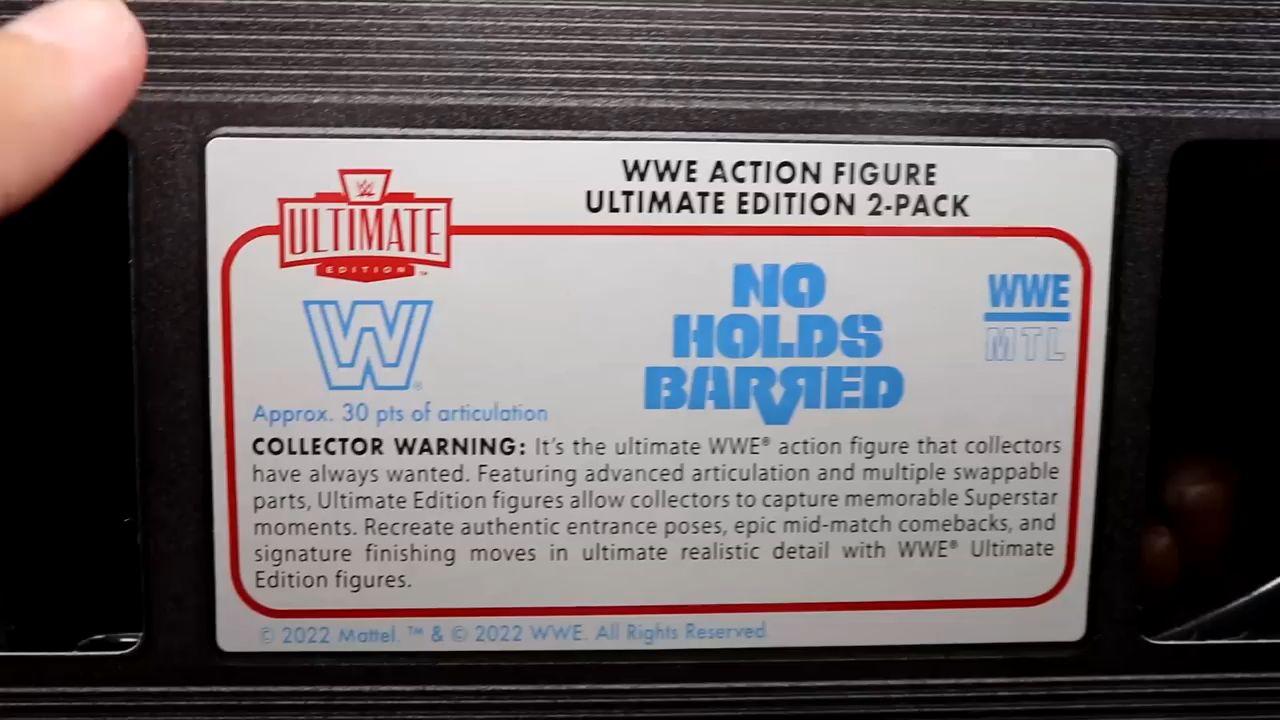 WWE ACTION FIGURE
ULTIMATE EDITION 2-PACK
W
ULTIMATE
EDITION™
W®
NO
HOLDS
BARRED
WWE
MTL
Approx. 30 pts of articulation
COLLECTOR WARNING: It's the ultimate WWE® action figure that collectors
have always wanted. Featuring advanced articulation and multiple swappable
parts, Ultimate Edition figures allow collectors to capture memorable Superstar
moments. Recreate authentic entrance poses, epic mid-match comebacks, and
signature finishing moves in ultimate realistic detail with WWE® Ultimate
Edition figures.
© 2022 Mattel. ™ & © 2022 WWE. All Rights Reserved.